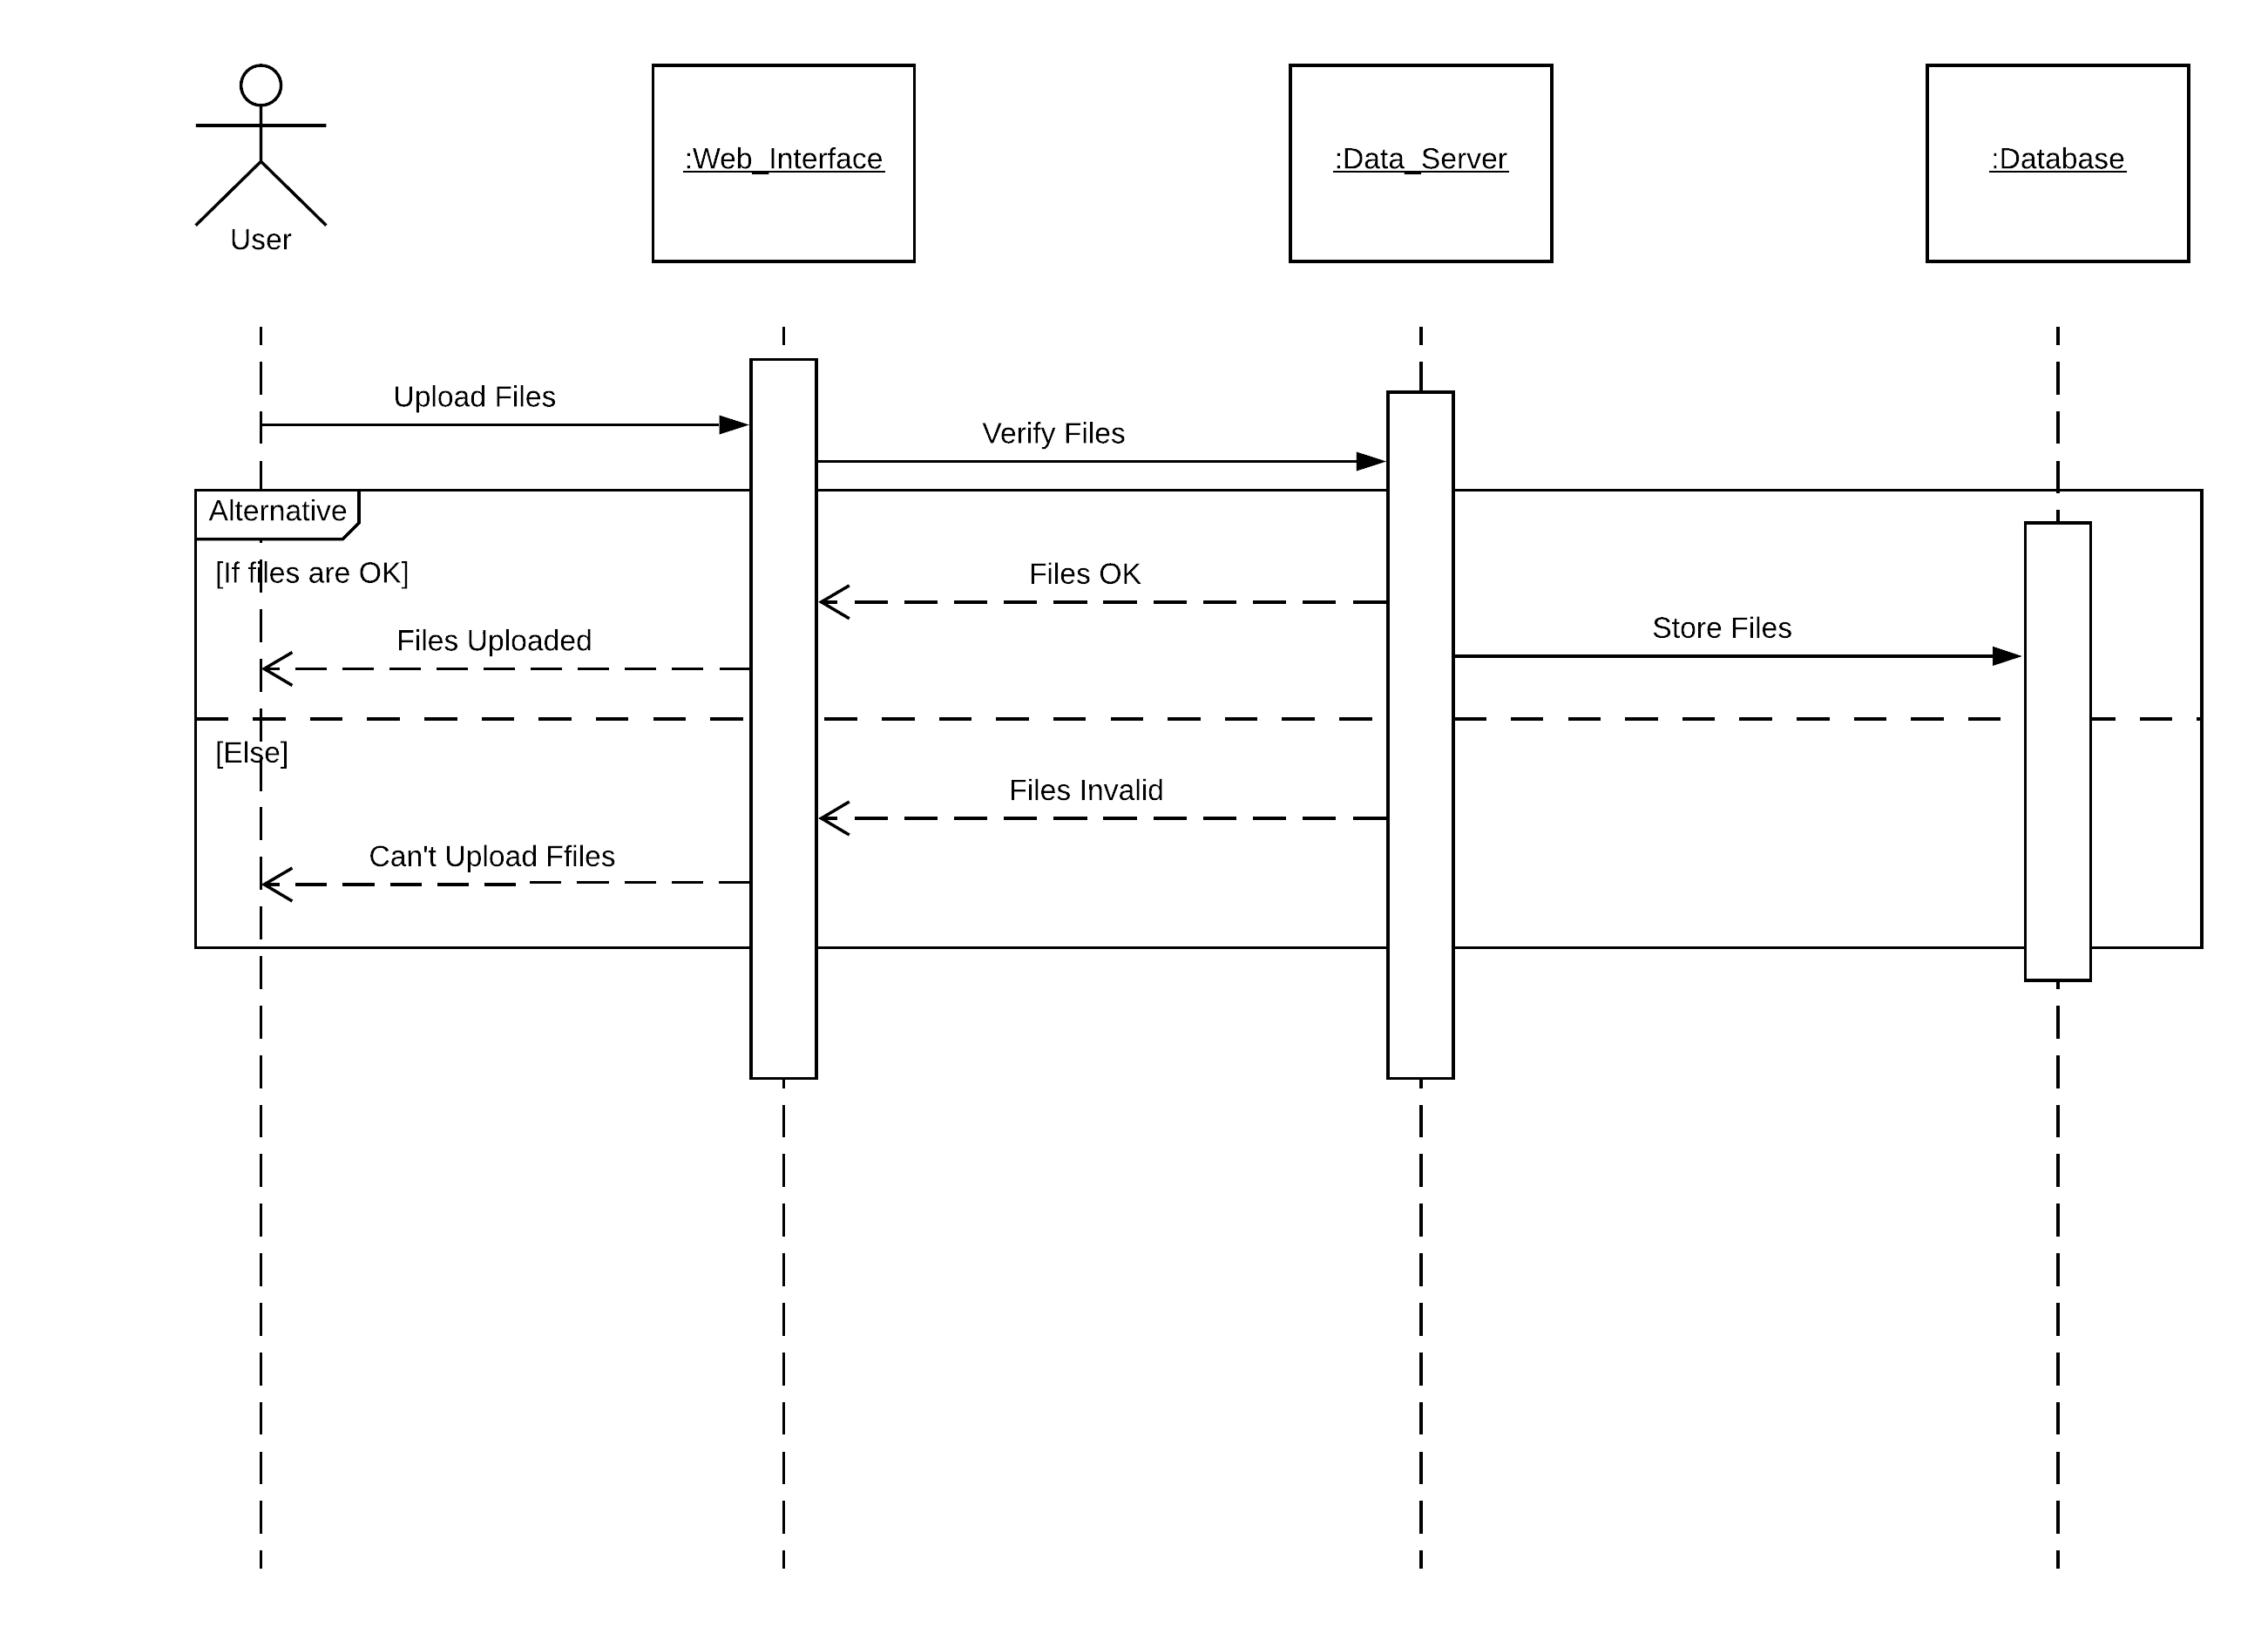 User
:Web_Interface
:Data_Server
:Database
Upload Files
Verify Files
Alternative
[If files are OK]
Files OK
Store Files
Files Uploaded
[Else]
Files Invalid
Can't Upload Ffiles